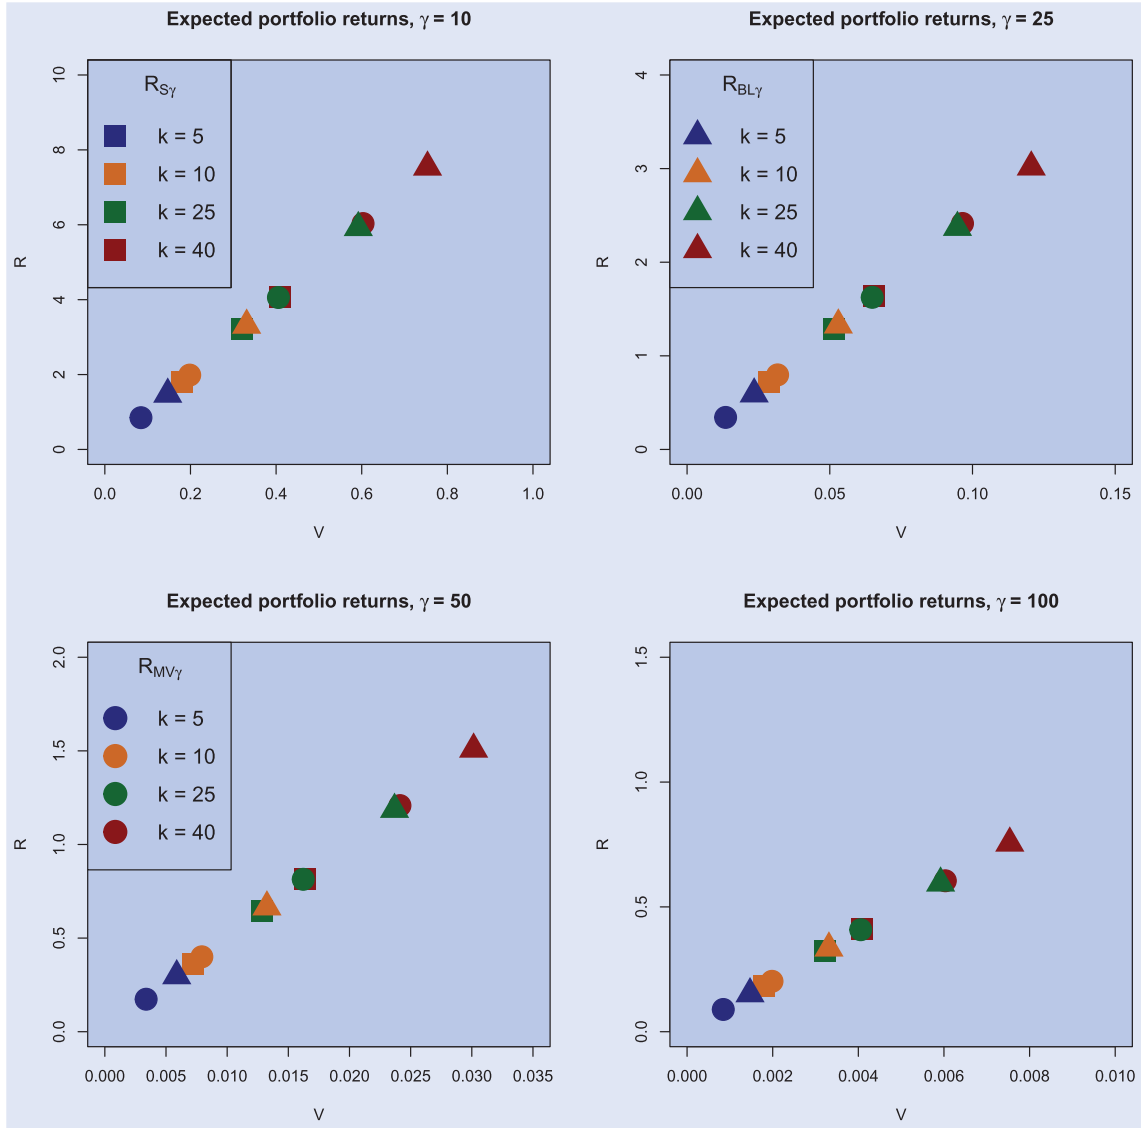 Expected portfolio returns, γ = 10
R
10
8
6
4
2
0
R_Sγ
k = 5
k = 10
k = 25
k = 40
0.0 0.2 0.4 0.6 0.8 1.0
V
Expected portfolio returns, γ = 25
R
4
3
2
1
0
R_BLγ
k = 5
k = 10
k = 25
k = 40
0.00 0.05 0.10 0.15
V
Expected portfolio returns, γ = 50
R
2.0
1.5
1.0
0.5
0.0
R_MVγ
k = 5
k = 10
k = 25
k = 40
0.000 0.005 0.010 0.015 0.020 0.025 0.030 0.035
V
Expected portfolio returns, γ = 100
R
1.5
1.0
0.5
0.0
0.000 0.002 0.004 0.006 0.008 0.010
V